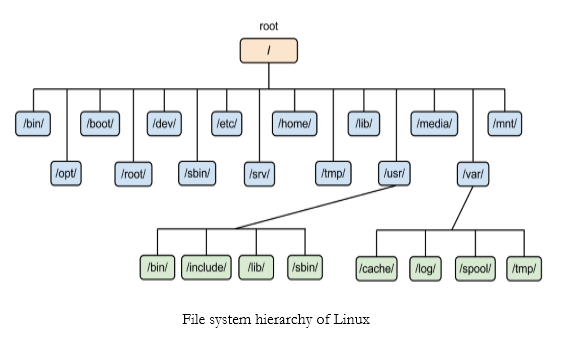 root
/
/bin/ /boot/ /dev/ /etc/ /home/ /lib/ /media/ /mnt/
/opt/ /root/ /sbin/ /srv/ /tmp/ /usr/ /var/
/bin/ /include/ /lib/ /sbin/ /cache/ /log/ /spool/ /tmp/
File system hierarchy of Linux